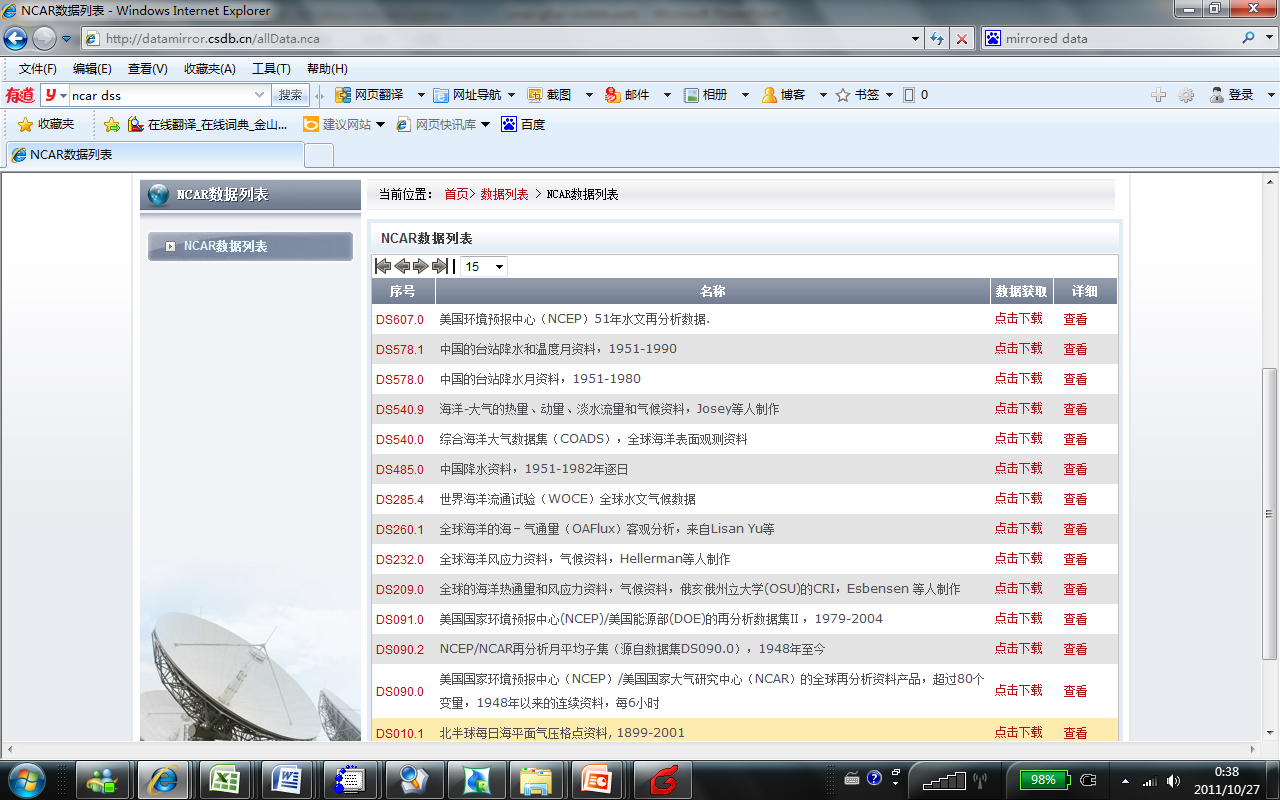 NCAR数据列表 - Windows Internet Explorer
http://datamirror.csdb.cn/allData.nca
mirrored data
文件(F) 编辑(E) 查看(V) 收藏夹(A) 工具(T) 帮助(H)
有道 y ncar dss 搜索 网页翻译 网址导航 截图 邮件 相册 博客 书签 0 登录
收藏夹 在线翻译_在线词典_金山... 建议网站 网页快讯库 百度
NCAR数据列表
NCAR数据列表
当前位置: 首页> 数据列表 > NCAR数据列表
NCAR数据列表
NCAR数据列表
15
序号 名称 数据获取 详细
DS607.0 美国环境预报中心（NCEP）51年水文再分析数据. 点击下载 查看
DS578.1 中国的台站降水和温度月资料，1951-1990 点击下载 查看
DS578.0 中国的台站降水月资料，1951-1980 点击下载 查看
DS540.9 海洋-大气的热量、动量、淡水流量和气候资料，Josey等人制作 点击下载 查看
DS540.0 综合海洋大气数据集（COADS），全球海洋表面观测资料 点击下载 查看
DS485.0 中国降水资料，1951-1982年逐日 点击下载 查看
DS285.4 世界海洋流通试验（WOCE）全球水文气候数据 点击下载 查看
DS260.1 全球海洋的海－气通量（OAFlux）客观分析，来自Lisan Yu等 点击下载 查看
DS232.0 全球海洋风应力资料，气候资料，Hellerman等人制作 点击下载 查看
DS209.0 全球的海洋热通量和风应力资料，气候资料，俄亥俄州立大学(OSU)的CRI，Esbensen 等人制作 点击下载 查看
DS091.0 美国国家环境预报中心(NCEP)/美国能源部(DOE)的再分析数据集II ，1979-2004 点击下载 查看
DS090.2 NCEP/NCAR再分析月平均子集（源自数据集DS090.0），1948年至今 点击下载 查看
DS090.0 美国国家环境预报中心（NCEP）/美国国家大气研究中心（NCAR）的全球再分析资料产品，超过80个 点击下载 查看
变量，1948年以来的连续资料，每6小时
DS010.1 北半球每日海平面气压格点资料, 1899-2001 点击下载 查看
98%
0:38
2011/10/27